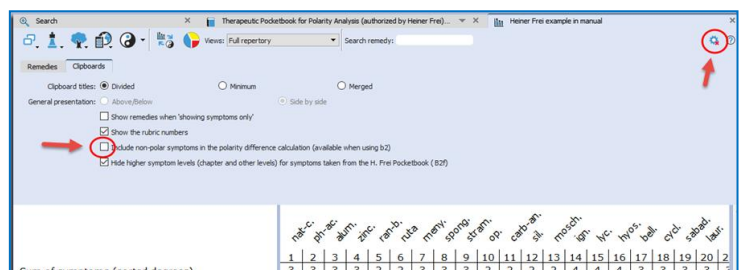 Search
Therapeutic Pocketbook for Polarity Analysis (authorized by Heiner Frei)...
Heiner Frei example in manual
Views: Full repertory
Search remedy:
Remedies
Clipboards
Clipboard titles:
Divided
Minimum
Merged
General presentation:
Above/Below
Side by side
Show remedies when 'showing symptoms only'
Show the rubric numbers
Include non-polar symptoms in the polarity difference calculation (available when using b2)
Hide higher symptom levels (chapter and other levels) for symptoms taken from the H. Frei Pocketbook (B2f)
nat-c. ph-ac. alum. zinc. ran-b. ruta meny. spong. stram. op. carb-an. sil. mosch. ign. lyc. hyos. bell. cycl. sabad. laur.
1 2 3 4 5 6 7 8 9 10 11 12 13 14 15 16 17 18 19 20 2